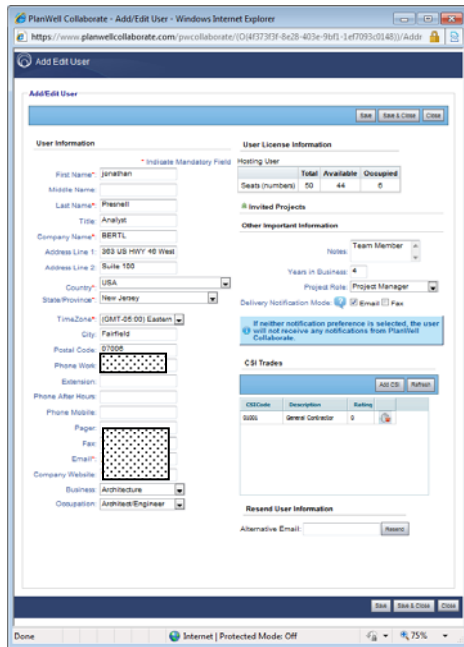 PlanWell Collaborate - Add/Edit User - Windows Internet Explorer
https://www.planwellcollaborate.com/pwcollaborate/(O(4f373f3f-8e28-403e-9bf1-1ef7093c0148))/Addr
Add Edit User
Add/Edit User
Save Save & Close Close
User Information
* Indicate Mandatory Field
First Name*: jonathan
Middle Name:
Last Name*: Presnell
Title: Analyst
Company Name*: BERTL
Address Line 1: 363 US HWY 46 West
Address Line 2: Suite 100
Country*: USA
State/Province*: New Jersey
TimeZone*: (GMT-05:00) Eastern
City: Fairfield
Postal Code: 07006
Phone Work:
Extension:
Phone After Hours:
Phone Mobile:
Pager:
Fax:
Email*:
Company Website:
Business: Architecture
Occupation: Architect/Engineer
User License Information
Hosting User
Total Available Occupied
Seats (numbers) 50 44 6
Invited Projects
Other Important Information
Notes: Team Member
Years in Business: 4
Project Role: Project Manager
Delivery Notification Mode: Email Fax
If neither notification preference is selected, the user
will not receive any notifications from PlanWell
Collaborate.
CSI Trades
Add CSI Refresh
CSICode Description Rating
01001 General Contractor 0
Resend User Information
Alternative Email: Resend
Save Save & Close Close
Done Internet | Protected Mode: Off 75%